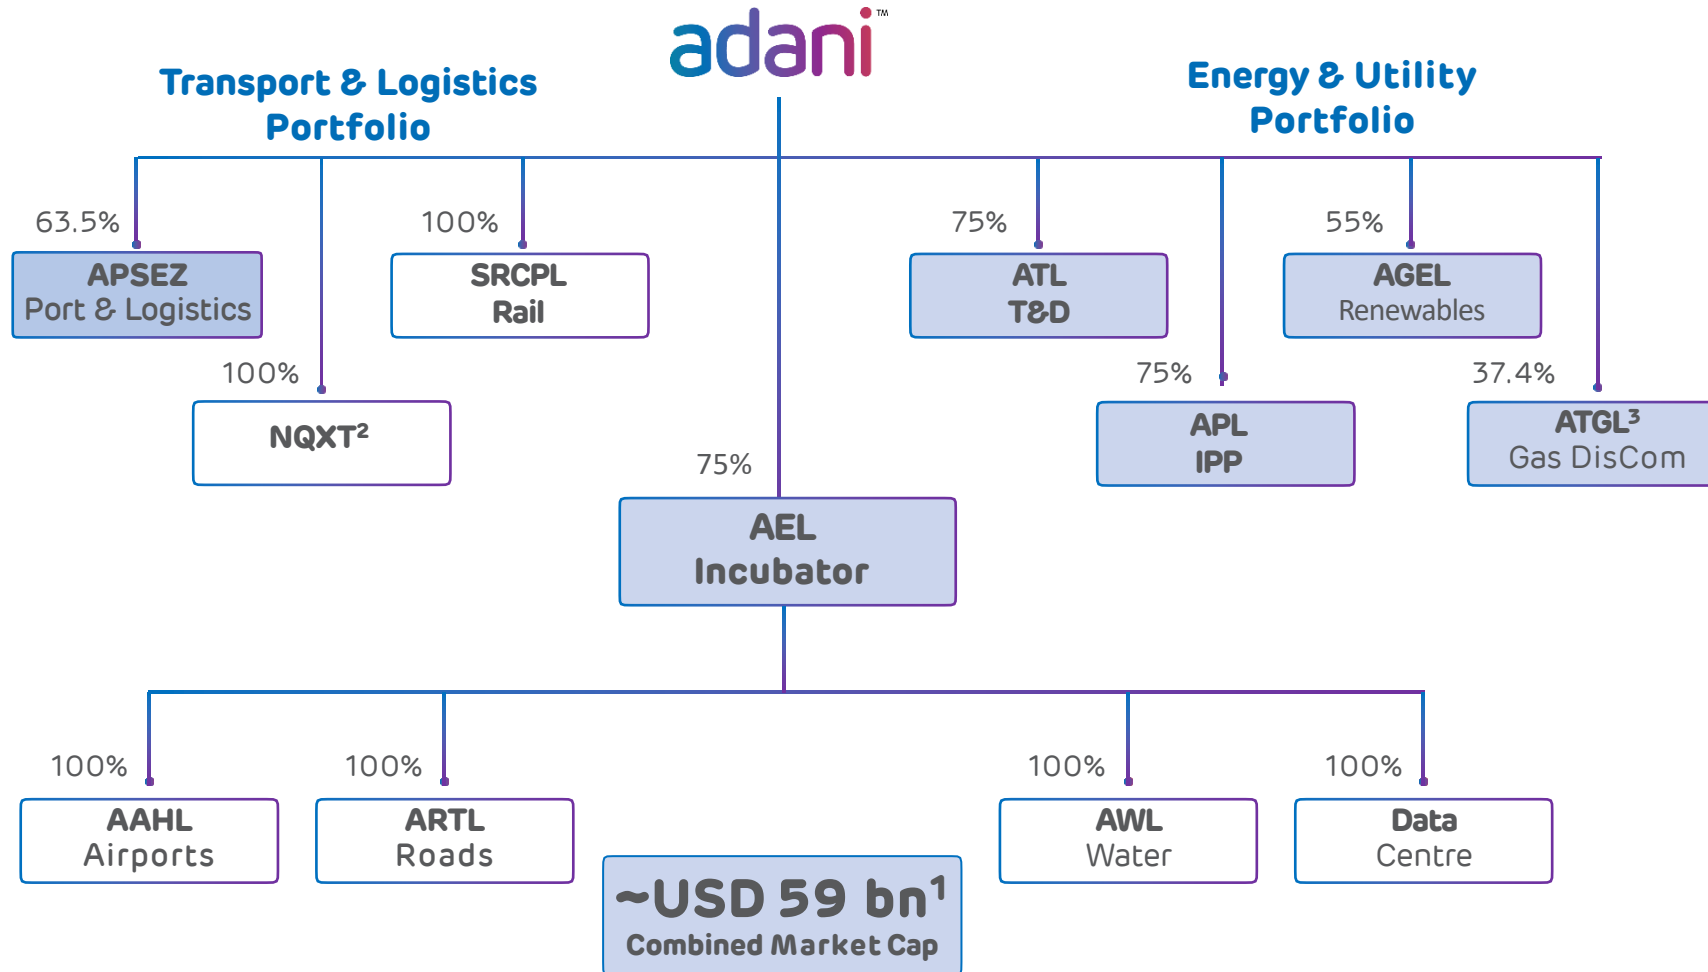 adani™
Transport & Logistics
Portfolio
Energy & Utility
Portfolio
63.5%
APSEZ
Port & Logistics
100%
SRCPL
Rail
75%
ATL
T&D
55%
AGEL
Renewables
100%
NQXT²
75%
APL
IPP
37.4%
ATGL³
Gas DisCom
75%
AEL
Incubator
100%
AAHL
Airports
100%
ARTL
Roads
100%
AWL
Water
100%
Data
Centre
~USD 59 bn¹
Combined Market Cap